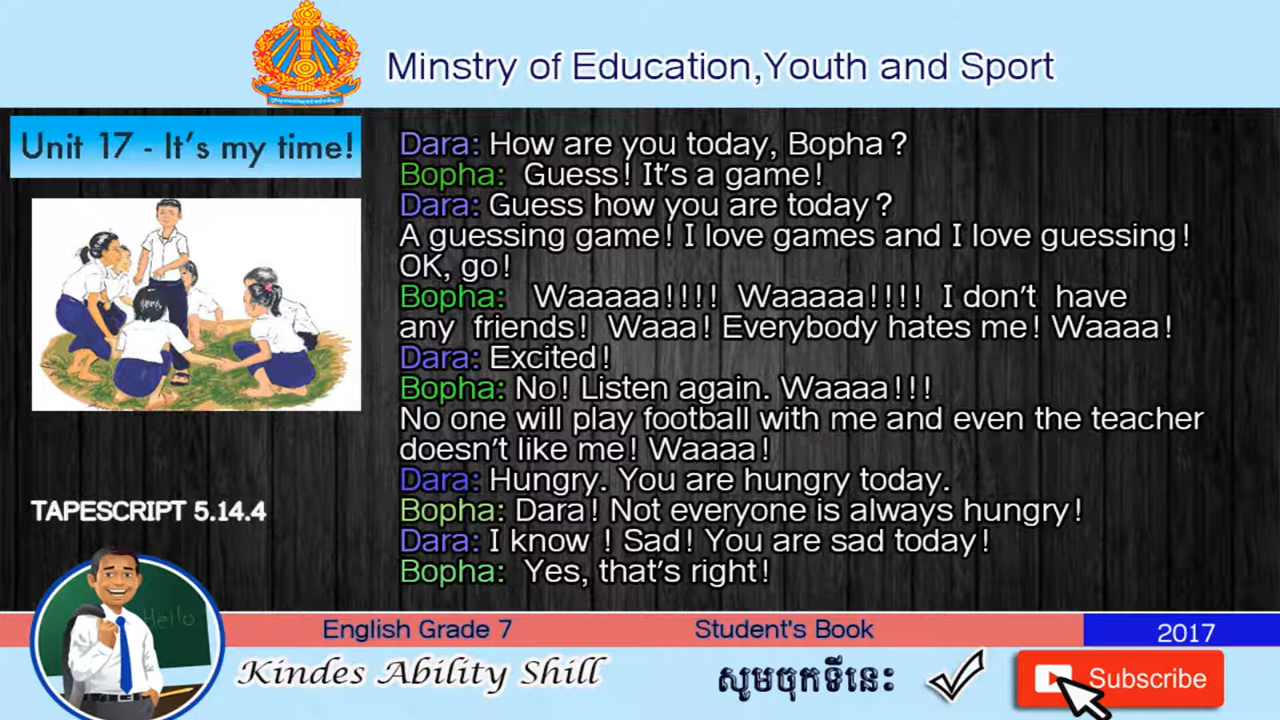 Minstry of Education,Youth and Sport
Unit 17 - It's my time!
Dara: How are you today, Bopha ?
Bopha: Guess! It's a game!
Dara: Guess how you are today ?
A guessing game! I love games and I love guessing!
OK, go!
Bopha: Waaaaa!!!! Waaaaa!!!! I don't have
any friends! Waaa! Everybody hates me! Waaaa!
Dara: Excited!
Bopha: No! Listen again. Waaaa!!!
No one will play football with me and even the teacher
doesn't like me! Waaaa!
Dara: Hungry. You are hungry today.
Bopha: Dara! Not everyone is always hungry!
Dara: I know ! Sad! You are sad today!
Bopha: Yes, that's right!
TAPESCRIPT 5.14.4
Hello
English Grade 7
Student's Book
2017
Kindes Ability Shill
សូមចុកទីនេះ
Subscribe